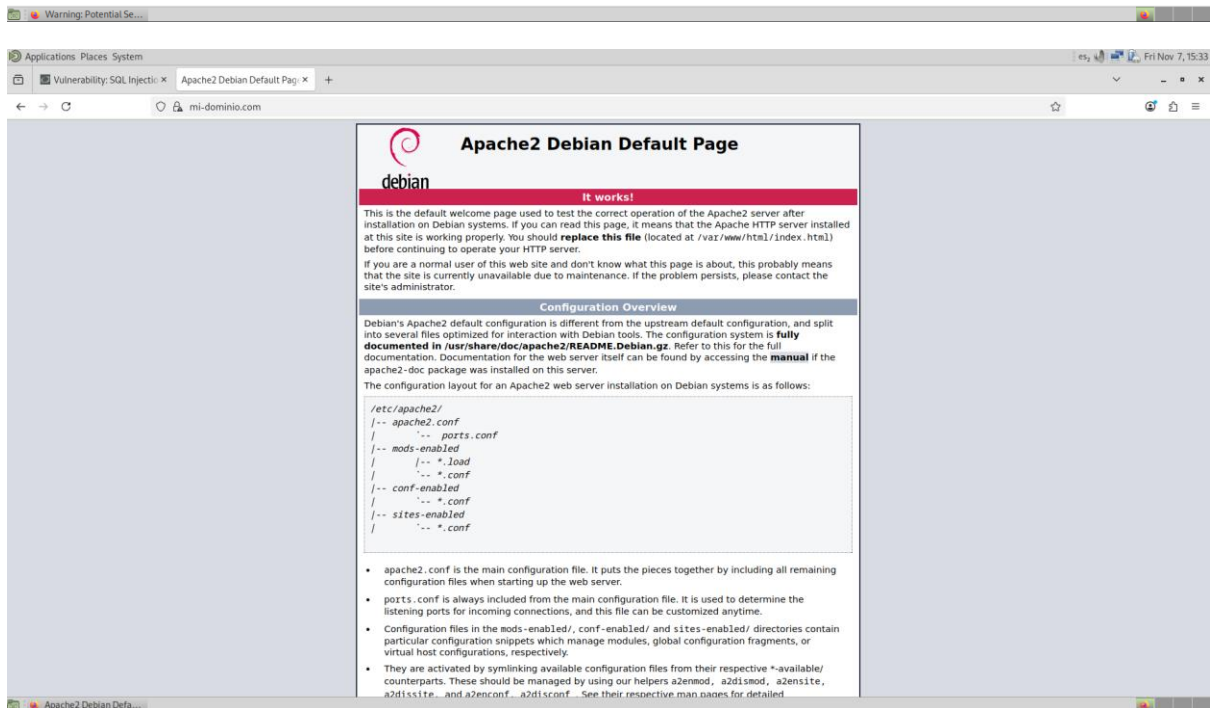 Warning: Potential Se...
Applications Places System
es, Fri Nov 7, 15:33
Vulnerability: SQL Injectio
Apache2 Debian Default Pag
mi-dominio.com
debian
Apache2 Debian Default Page
It works!
This is the default welcome page used to test the correct operation of the Apache2 server after
installation on Debian systems. If you can read this page, it means that the Apache HTTP server installed
at this site is working properly. You should replace this file (located at /var/www/html/index.html)
before continuing to operate your HTTP server.
If you are a normal user of this web site and don't know what this page is about, this probably means
that the site is currently unavailable due to maintenance. If the problem persists, please contact the
site's administrator.
Configuration Overview
Debian's Apache2 default configuration is different from the upstream default configuration, and split
into several files optimized for interaction with Debian tools. The configuration system is fully
documented in /usr/share/doc/apache2/README.Debian.gz. Refer to this for the full
documentation. Documentation for the web server itself can be found by accessing the manual if the
apache2-doc package was installed on this server.
The configuration layout for an Apache2 web server installation on Debian systems is as follows:
/etc/apache2/
|-- apache2.conf
|       `--  ports.conf
|-- mods-enabled
|       |-- *.load
|       `-- *.conf
|-- conf-enabled
|       `-- *.conf
|-- sites-enabled
|       `-- *.conf
• apache2.conf is the main configuration file. It puts the pieces together by including all remaining
configuration files when starting up the web server.
• ports.conf is always included from the main configuration file. It is used to determine the
listening ports for incoming connections, and this file can be customized anytime.
• Configuration files in the mods-enabled/, conf-enabled/ and sites-enabled/ directories contain
particular configuration snippets which manage modules, global configuration fragments, or
virtual host configurations, respectively.
• They are activated by symlinking available configuration files from their respective *-available/
counterparts. These should be managed by using our helpers a2enmod, a2dismod, a2ensite,
a2dissite, and a2enconf, a2disconf . See their respective man pages for detailed
Apache2 Debian Defa...